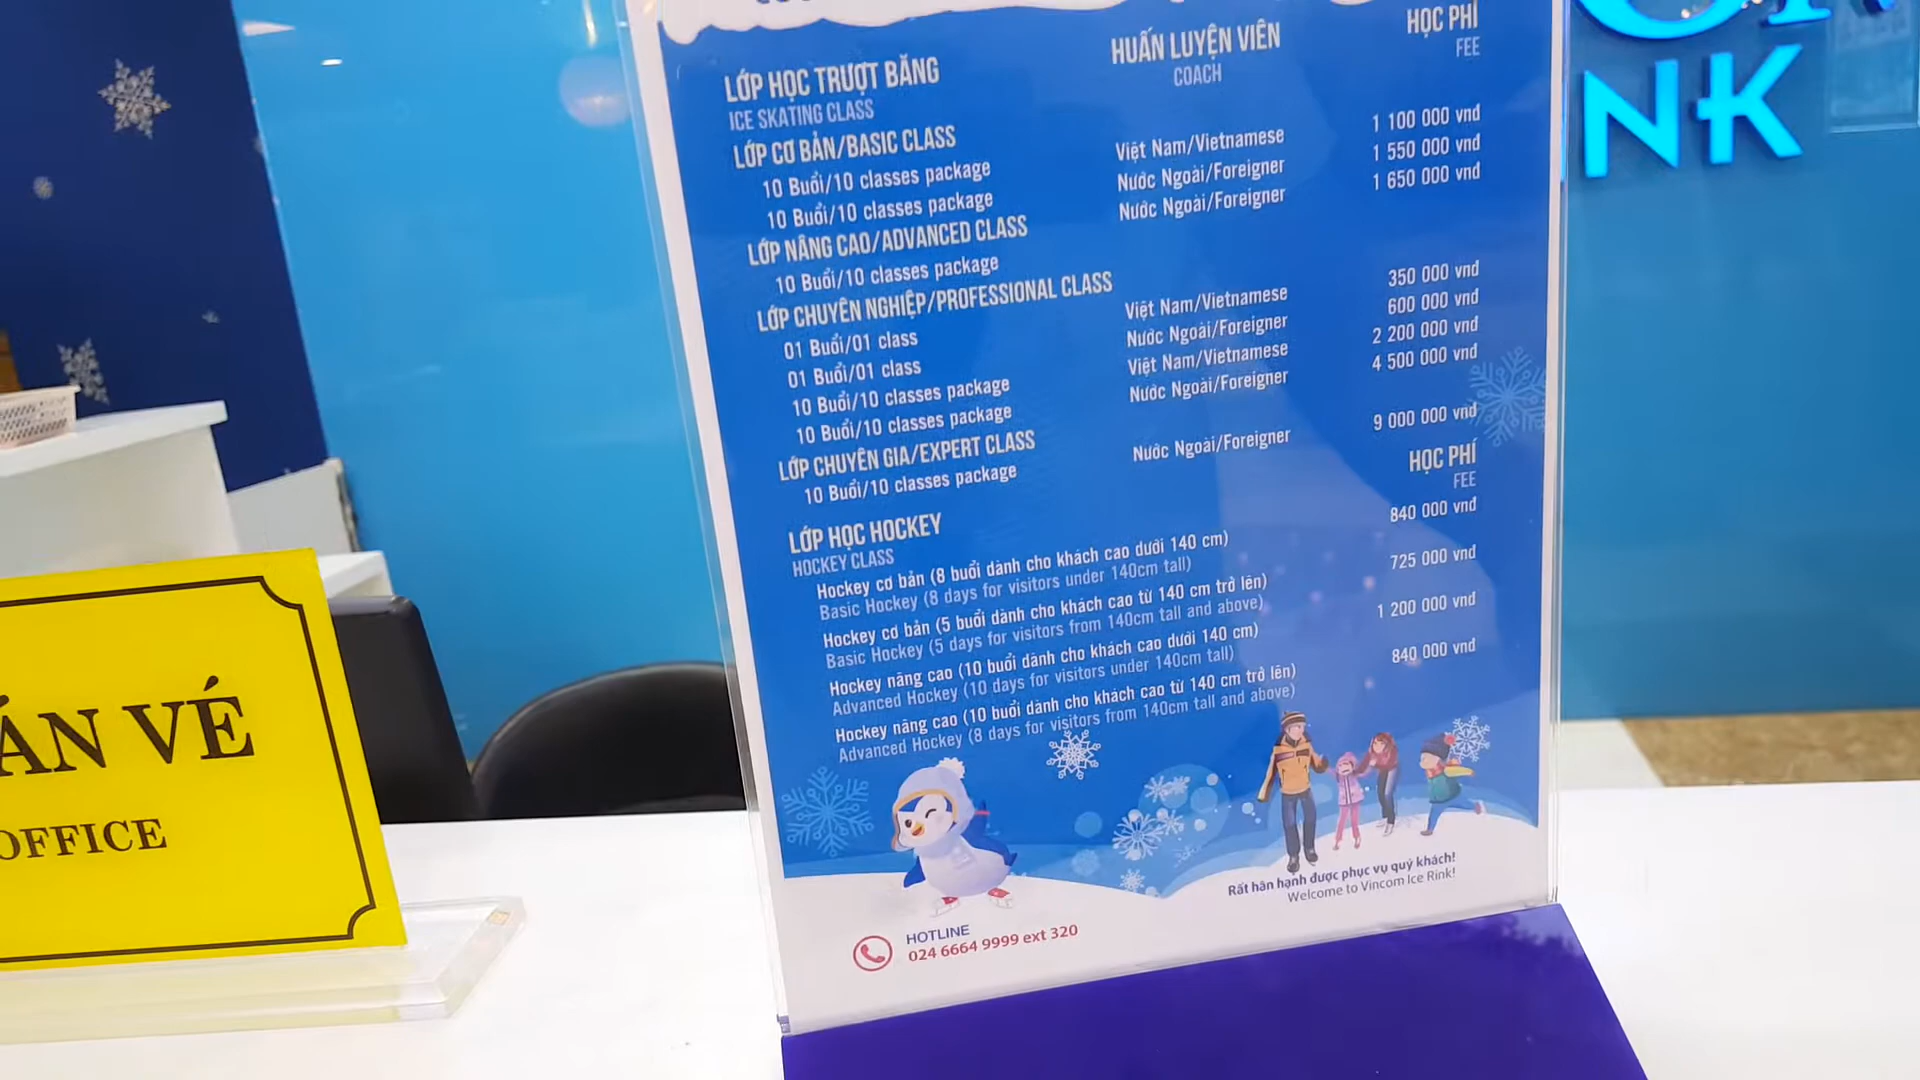 LỚP HỌC TRƯỢT BĂNG HUẤN LUYỆN VIÊN HỌC PHÍ
ICE SKATING CLASS COACH FEE
LỚP CƠ BẢN/BASIC CLASS
10 Buổi/10 classes package Việt Nam/Vietnamese 1 100 000 vnđ
10 Buổi/10 classes package Nước Ngoài/Foreigner 1 550 000 vnđ
LỚP NÂNG CAO/ADVANCED CLASS
10 Buổi/10 classes package Nước Ngoài/Foreigner 1 650 000 vnđ
LỚP CHUYÊN NGHIỆP/PROFESSIONAL CLASS
01 Buổi/01 class Việt Nam/Vietnamese 350 000 vnđ
01 Buổi/01 class Nước Ngoài/Foreigner 600 000 vnđ
10 Buổi/10 classes package Việt Nam/Vietnamese 2 200 000 vnđ
10 Buổi/10 classes package Nước Ngoài/Foreigner 4 500 000 vnđ
LỚP CHUYÊN GIA/EXPERT CLASS
10 Buổi/10 classes package Nước Ngoài/Foreigner 9 000 000 vnđ
LỚP HỌC HOCKEY HỌC PHÍ
HOCKEY CLASS FEE
Hockey cơ bản (8 buổi dành cho khách cao dưới 140 cm) 840 000 vnđ
Basic Hockey (8 days for visitors under 140cm tall)
Hockey cơ bản (5 buổi dành cho khách cao từ 140 cm trở lên) 725 000 vnđ
Basic Hockey (5 days for visitors from 140cm tall and above)
Hockey nâng cao (10 buổi dành cho khách cao dưới 140 cm) 1 200 000 vnđ
Advanced Hockey (10 days for visitors under 140cm tall)
Hockey nâng cao (10 buổi dành cho khách cao từ 140 cm trở lên) 840 000 vnđ
Advanced Hockey (8 days for visitors from 140cm tall and above)
Rất hân hạnh được phục vụ quý khách!
Welcome to Vincom Ice Rink!
HOTLINE
024 6664 9999 ext 320
ÁN VÉ
OFFICE
NK